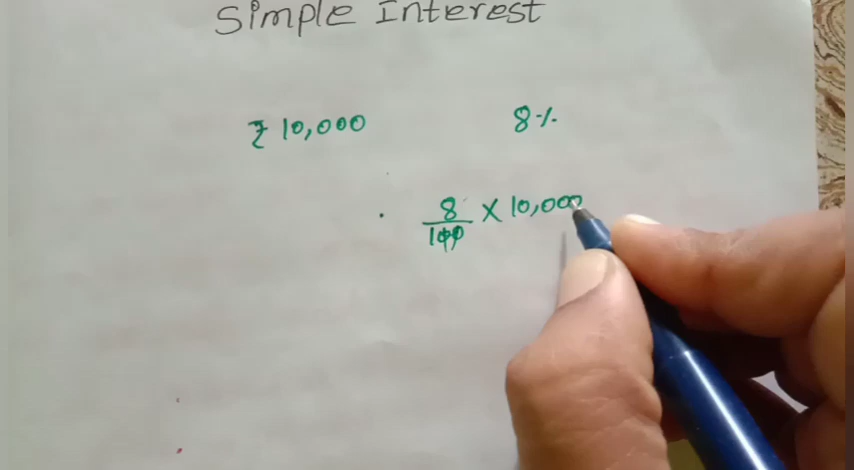 Simple Interest
₹ 10,000 8%
8/100 × 10,000